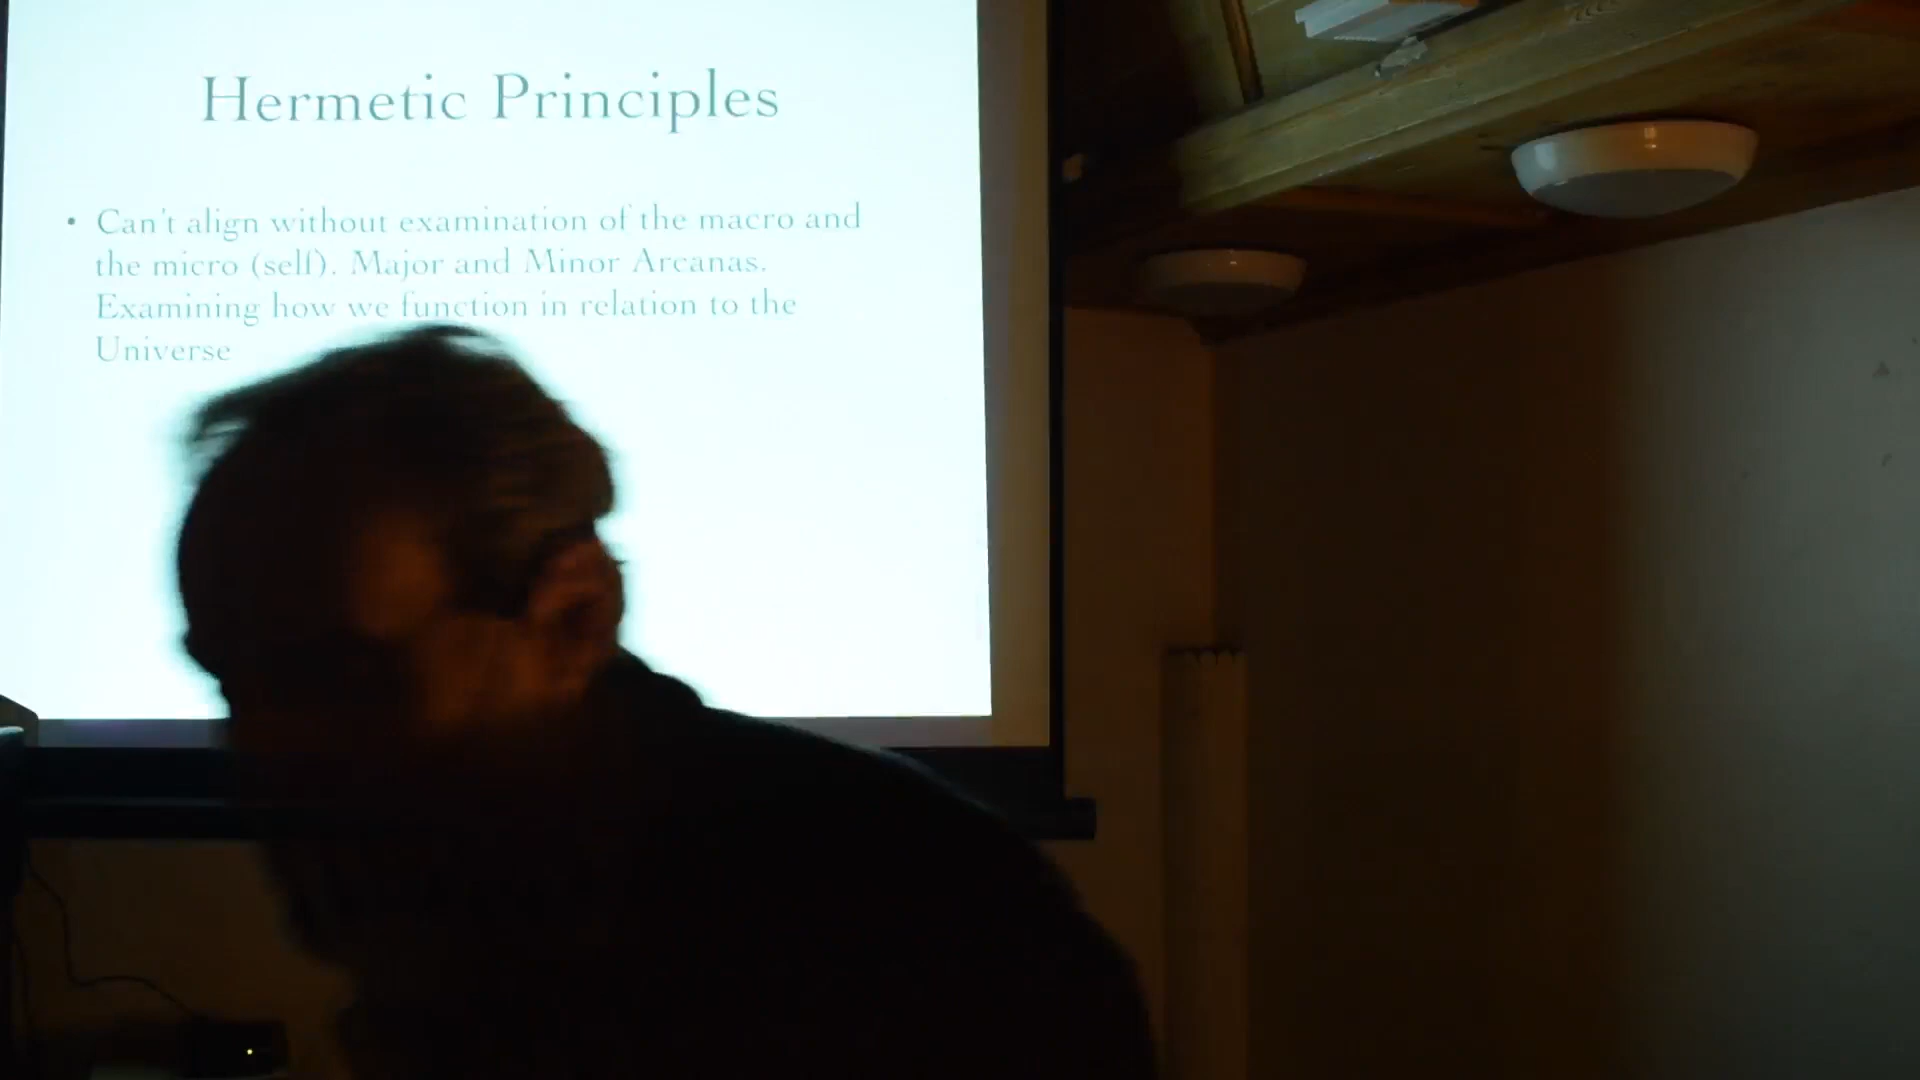 Hermetic Principles
• Can't align without examination of the macro and
the micro (self). Major and Minor Arcanas.
Examining how we function in relation to the
Universe